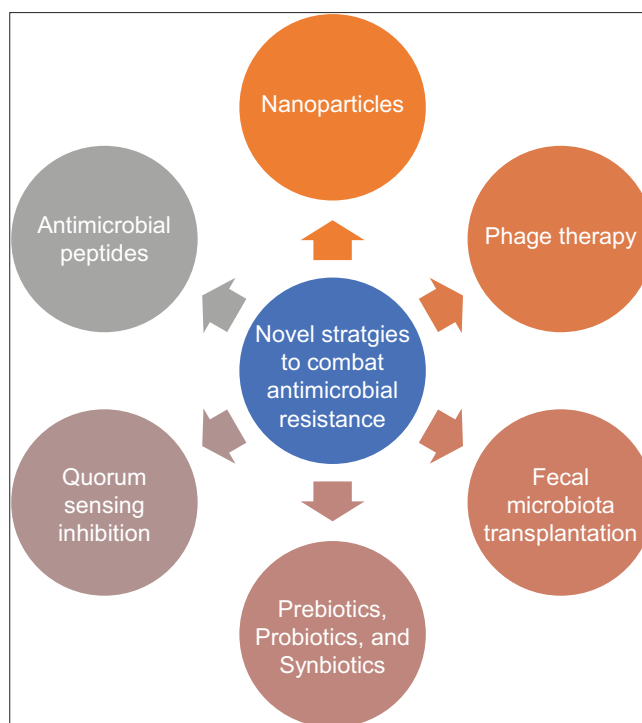 Nanoparticles
Phage therapy
Fecal
microbiota
transplantation
Prebiotics,
Probiotics, and
Synbiotics
Quorum
sensing
inhibition
Antimicrobial
peptides
Novel stratgies
to combat
antimicrobial
resistance